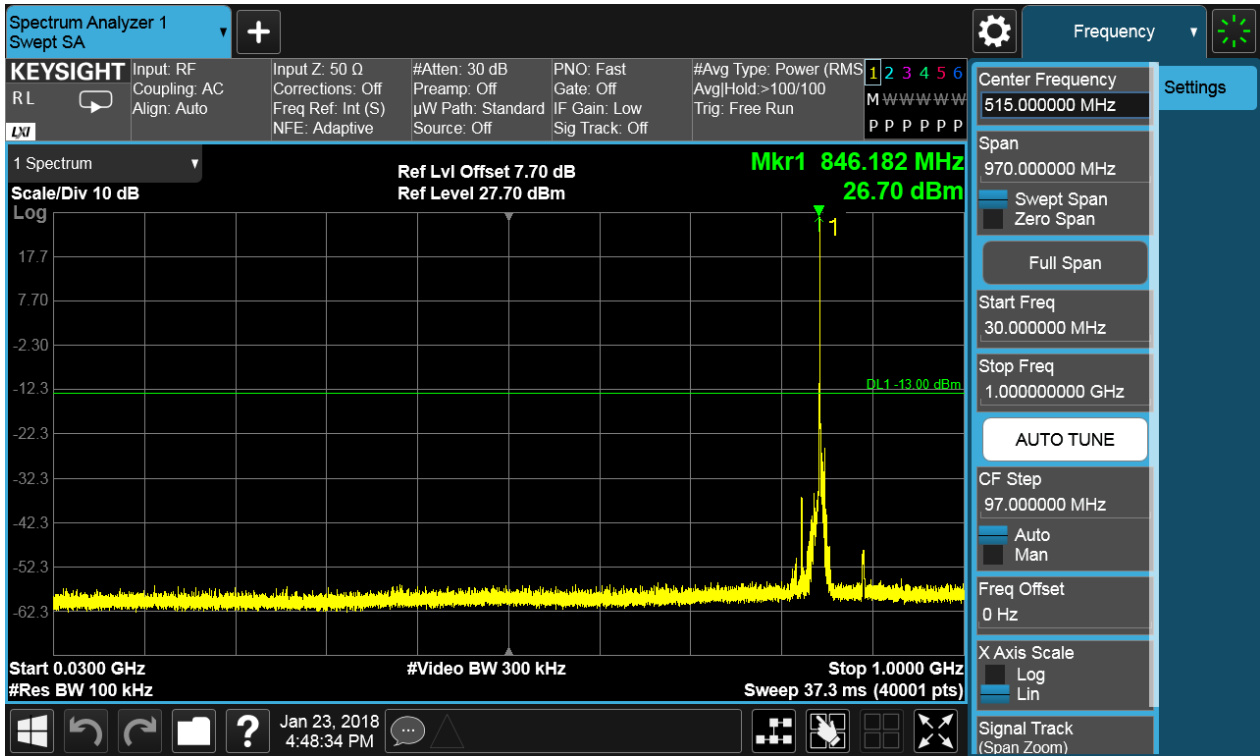 Spectrum Analyzer 1
Swept SA
+
Frequency
KEYSIGHT
RL
LXI
Input: RF
Coupling: AC
Align: Auto
Input Z: 50 Ω
Corrections: Off
Freq Ref: Int (S)
NFE: Adaptive
#Atten: 30 dB
Preamp: Off
µW Path: Standard
Source: Off
PNO: Fast
Gate: Off
IF Gain: Low
Sig Track: Off
#Avg Type: Power (RMS
Avg|Hold:>100/100
Trig: Free Run
1 2 3 4 5 6
M W W W W W
P P P P P P
1 Spectrum
Scale/Div 10 dB
Log
Ref Lvl Offset 7.70 dB
Ref Level 27.70 dBm
Mkr1 846.182 MHz
26.70 dBm
1
17.7
7.70
-2.30
-12.3
-22.3
-32.3
-42.3
-52.3
-62.3
DL1 -13.00 dBm
Start 0.0300 GHz
#Res BW 100 kHz
#Video BW 300 kHz
Stop 1.0000 GHz
Sweep 37.3 ms (40001 pts)
Center Frequency
515.000000 MHz
Span
970.000000 MHz
Swept Span
Zero Span
Full Span
Start Freq
30.000000 MHz
Stop Freq
1.000000000 GHz
AUTO TUNE
CF Step
97.000000 MHz
Auto
Man
Freq Offset
0 Hz
X Axis Scale
Log
Lin
Signal Track
(Span Zoom)
Settings
?
Jan 23, 2018
4:48:34 PM